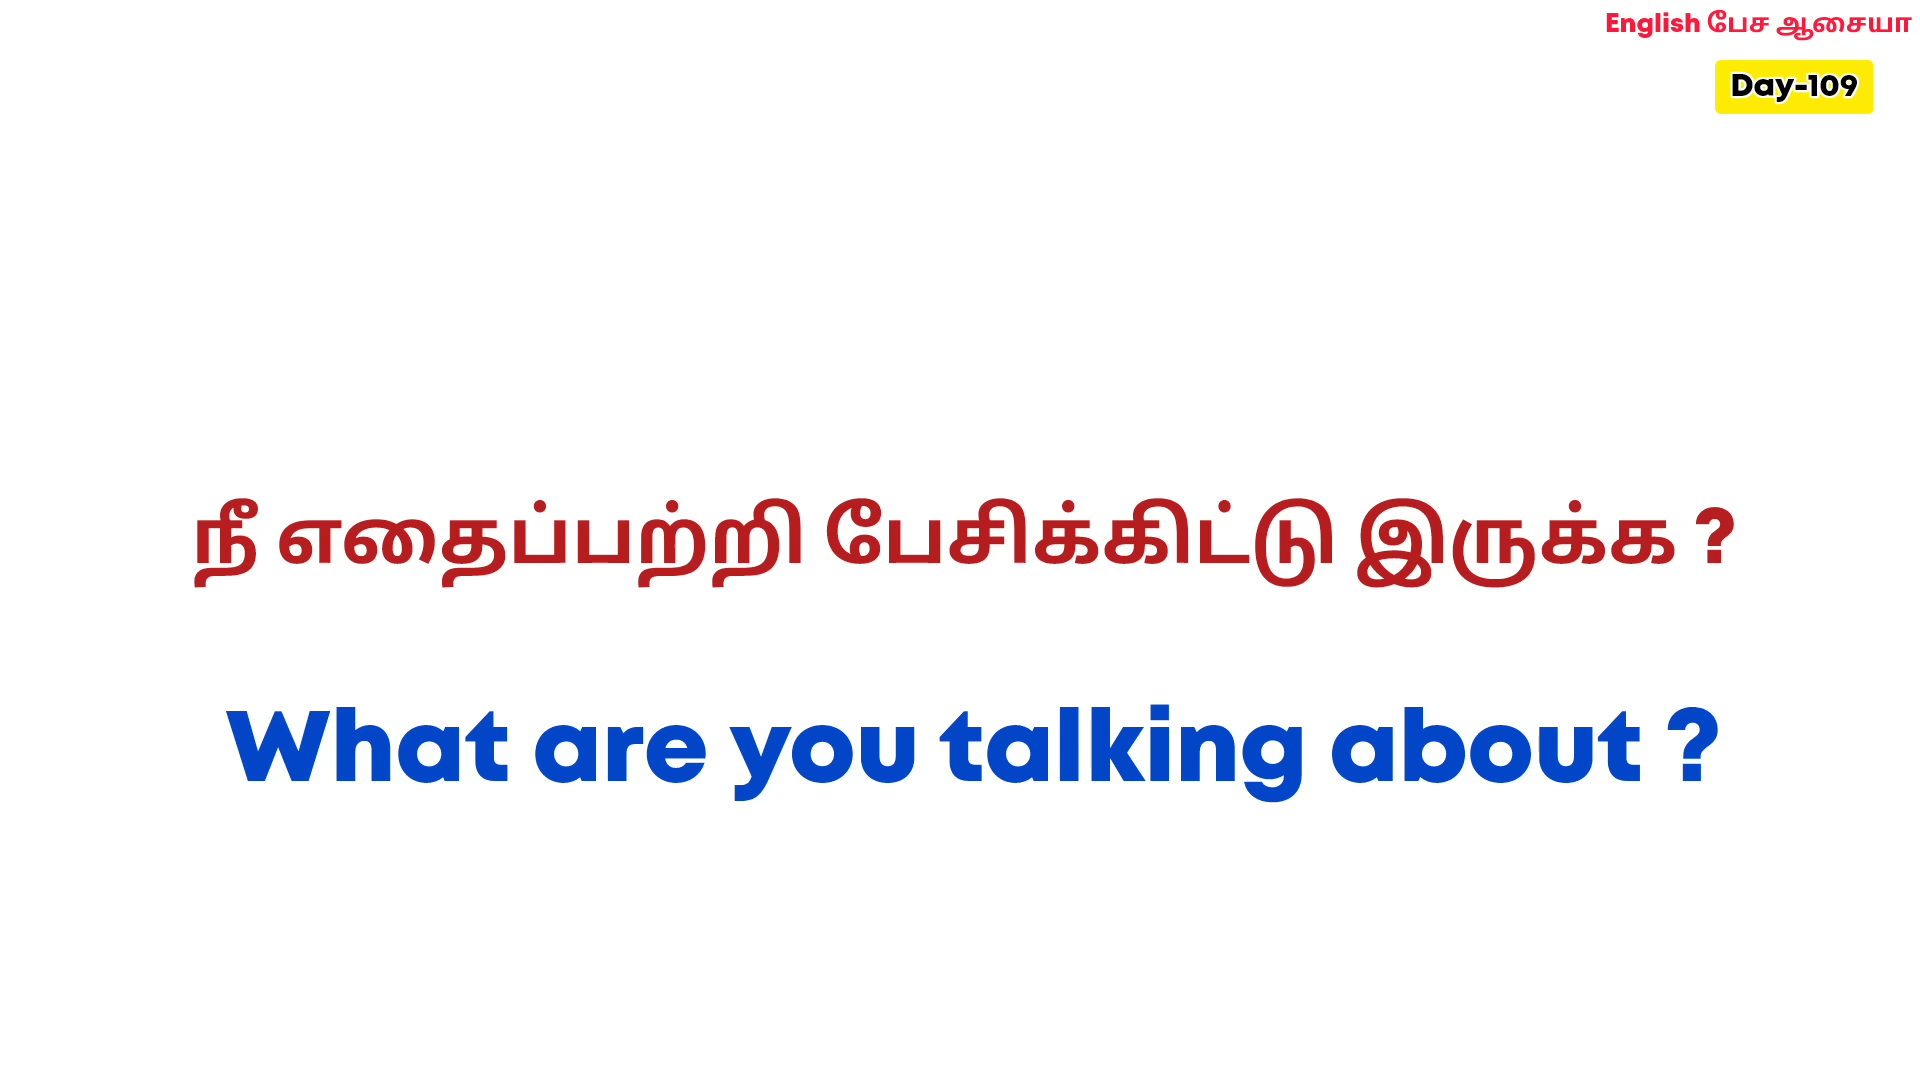 English பேச ஆசையா
Day-109
நீ எதைப்பற்றி பேசிக்கிட்டு இருக்க ?
What are you talking about ?